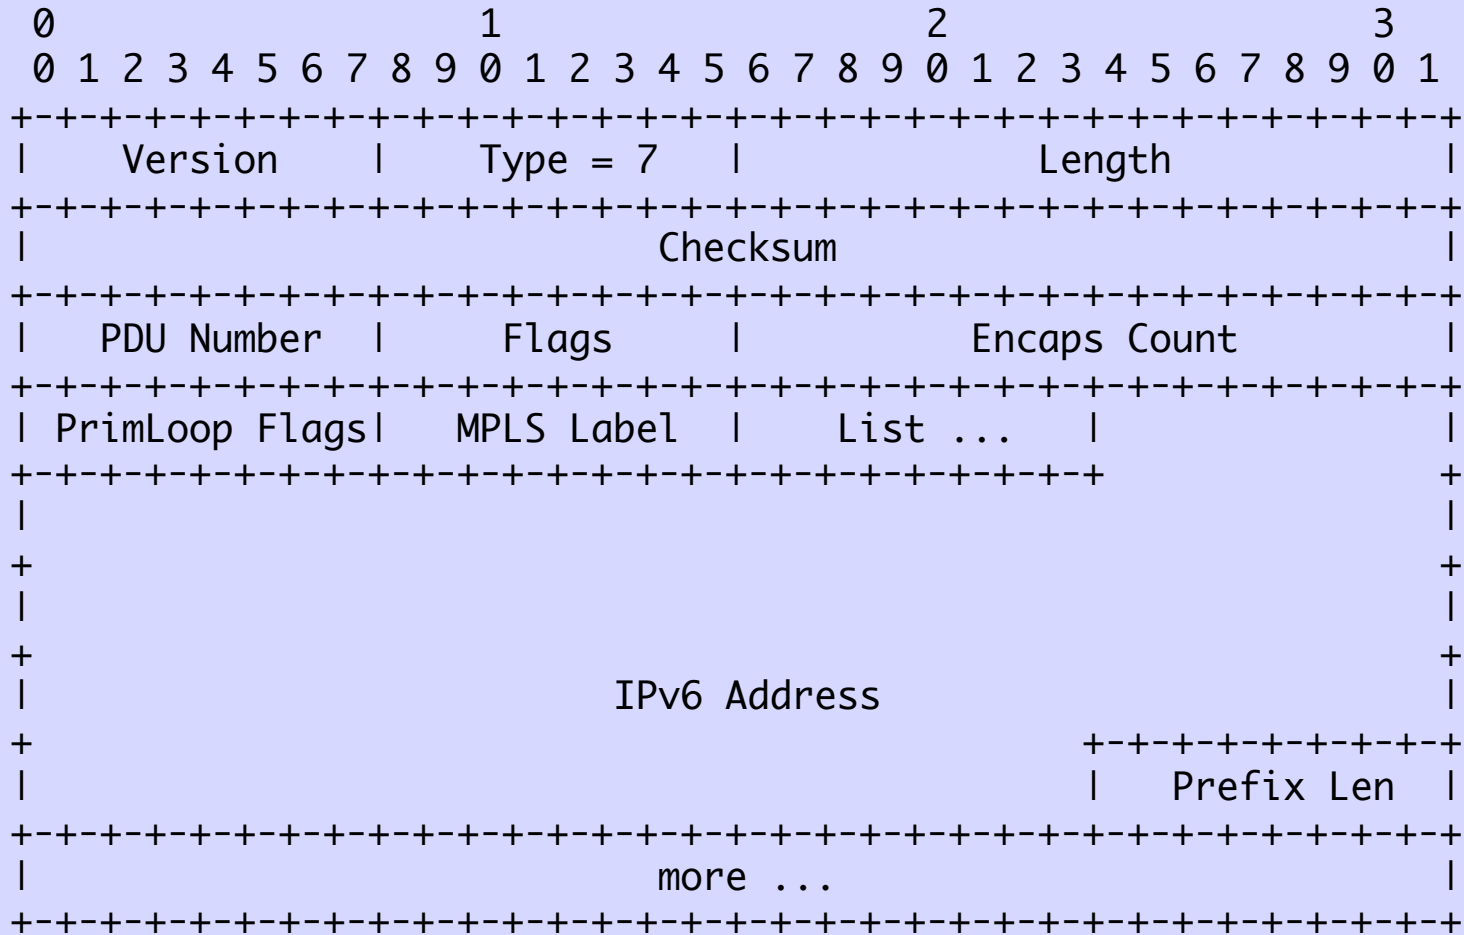 0                   1                   2                   3
 0 1 2 3 4 5 6 7 8 9 0 1 2 3 4 5 6 7 8 9 0 1 2 3 4 5 6 7 8 9 0 1
+-+-+-+-+-+-+-+-+-+-+-+-+-+-+-+-+-+-+-+-+-+-+-+-+-+-+-+-+-+-+-+-+
|    Version    |    Type = 7   |             Length            |
+-+-+-+-+-+-+-+-+-+-+-+-+-+-+-+-+-+-+-+-+-+-+-+-+-+-+-+-+-+-+-+-+
|                            Checksum                           |
+-+-+-+-+-+-+-+-+-+-+-+-+-+-+-+-+-+-+-+-+-+-+-+-+-+-+-+-+-+-+-+-+
|   PDU Number  |     Flags     |          Encaps Count         |
+-+-+-+-+-+-+-+-+-+-+-+-+-+-+-+-+-+-+-+-+-+-+-+-+-+-+-+-+-+-+-+-+
| PrimLoop Flags|   MPLS Label  |    List ...   |               |
+-+-+-+-+-+-+-+-+-+-+-+-+-+-+-+-+-+-+-+-+-+-+-+-+               +
|                                                               |
+                                                               +
|                                                               |
+                                                               +
|                          IPv6 Address                         |
+                                               +-+-+-+-+-+-+-+-+
|                                               |   Prefix Len  |
+-+-+-+-+-+-+-+-+-+-+-+-+-+-+-+-+-+-+-+-+-+-+-+-+-+-+-+-+-+-+-+-+
|                            more ...                           |
+-+-+-+-+-+-+-+-+-+-+-+-+-+-+-+-+-+-+-+-+-+-+-+-+-+-+-+-+-+-+-+-+